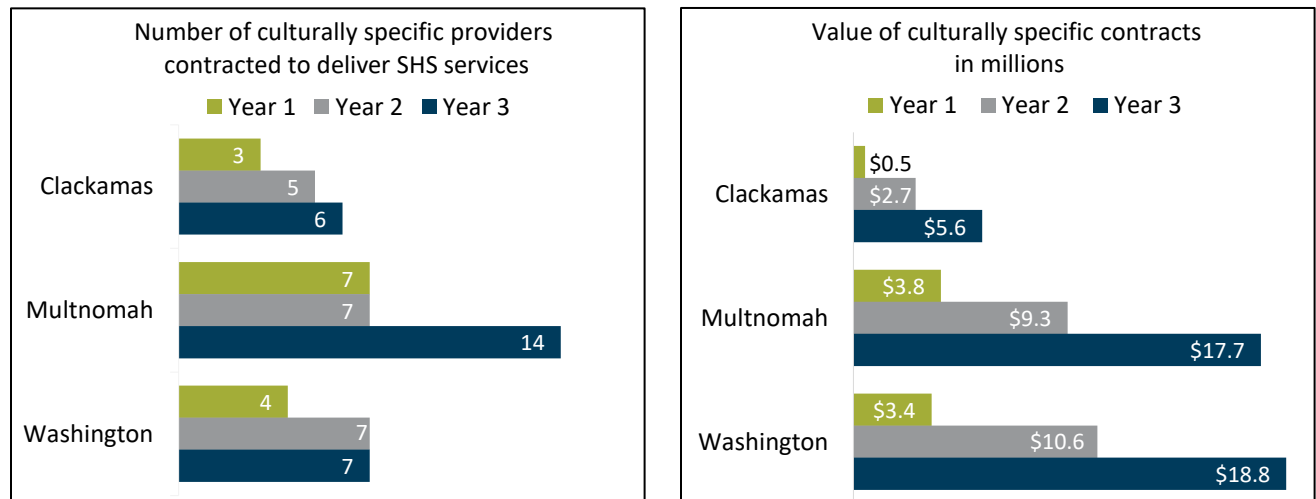 Number of culturally specific providers
contracted to deliver SHS services
Year 1 Year 2 Year 3
Clackamas
3
5
6
Multnomah
7
7
14
Washington
4
7
7
Value of culturally specific contracts
in millions
Year 1 Year 2 Year 3
Clackamas
$0.5
$2.7
$5.6
Multnomah
$3.8
$9.3
$17.7
Washington
$3.4
$10.6
$18.8